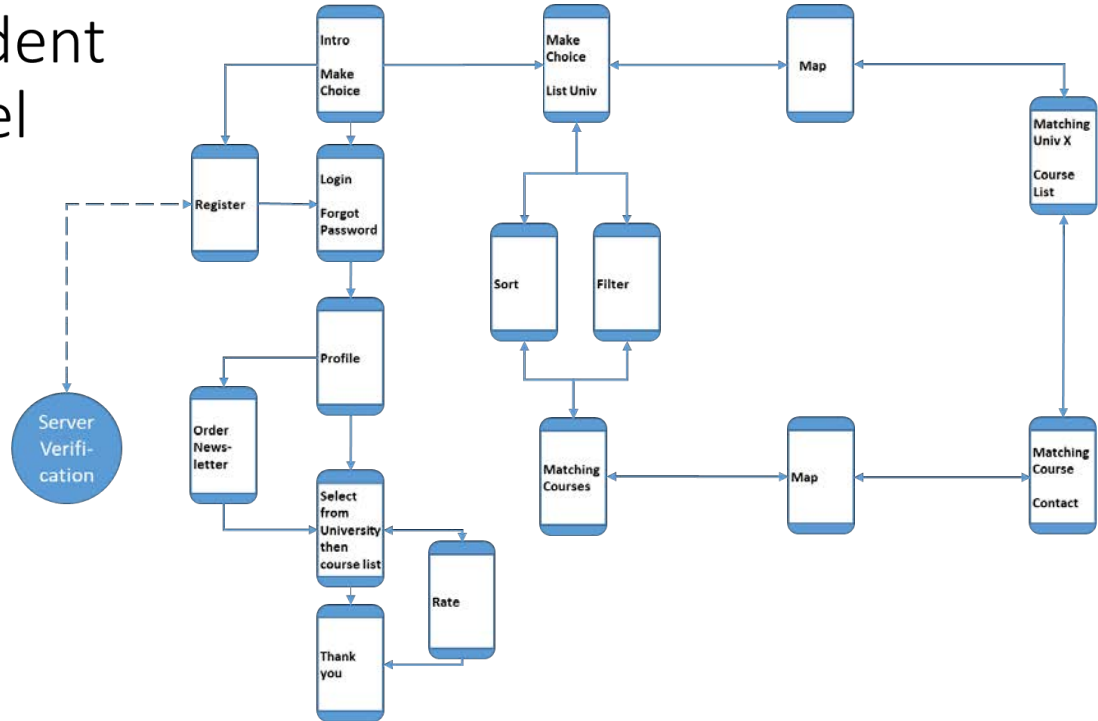 dent
el
Intro
Make
Choice
Make
Choice
List Univ
Map
Matching
Univ X
Course
List
Register
Login
Forgot
Password
Sort
Filter
Profile
Server
Verifi-
cation
Order
News-
letter
Matching
Courses
Map
Matching
Course
Contact
Select
from
University
then
course list
Rate
Thank
you